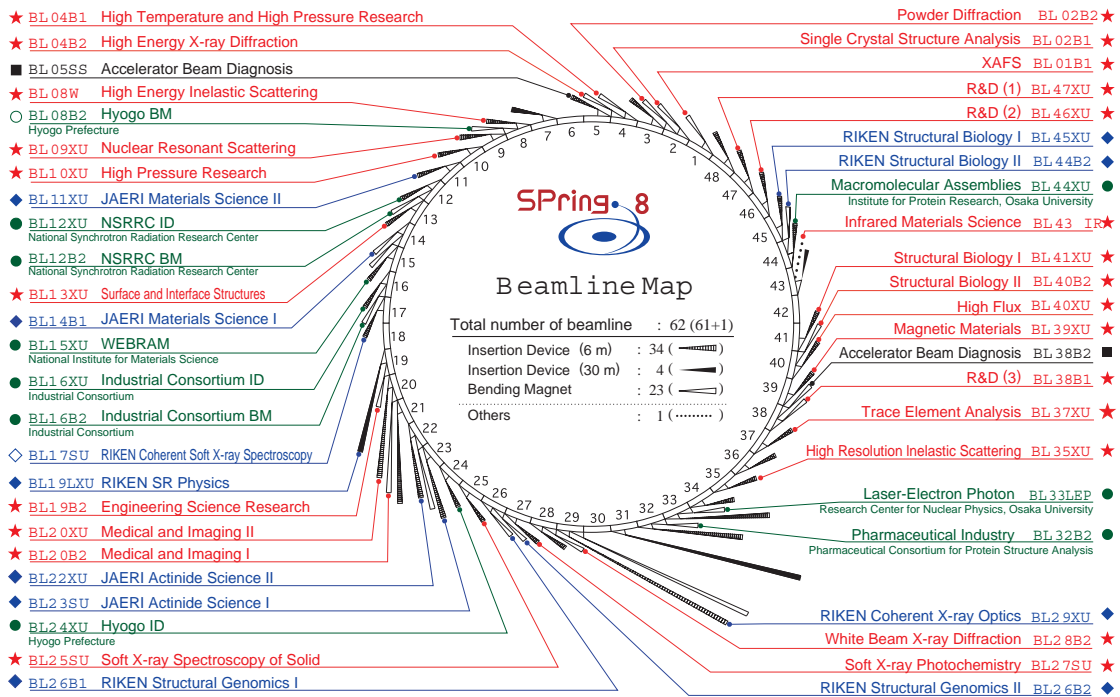 BL04B1 High Temperature and High Pressure Research
BL04B2 High Energy X-ray Diffraction
BL05SS Accelerator Beam Diagnosis
BL08W High Energy Inelastic Scattering
BL08B2 Hyogo BM
Hyogo Prefecture
BL09XU Nuclear Resonant Scattering
BL10XU High Pressure Research
BL11XU JAERI Materials Science II
BL12XU NSRRC ID
National Synchrotron Radiation Research Center
BL12B2 NSRRC BM
National Synchrotron Radiation Research Center
BL13XU Surface and Interface Structures
BL14B1 JAERI Materials Science I
BL15XU WEBRAM
National Institute for Materials Science
BL16XU Industrial Consortium ID
Industrial Consortium
BL16B2 Industrial Consortium BM
Industrial Consortium
BL17SU RIKEN Coherent Soft X-ray Spectroscopy
BL19LXU RIKEN SR Physics
BL19B2 Engineering Science Research
BL20XU Medical and Imaging II
BL20B2 Medical and Imaging I
BL22XU JAERI Actinide Science II
BL23SU JAERI Actinide Science I
BL24XU Hyogo ID
Hyogo Prefecture
BL25SU Soft X-ray Spectroscopy of Solid
BL26B1 RIKEN Structural Genomics I
SPring-8
Beamline Map
Total number of beamline : 62 (61+1)
Insertion Device (6 m) : 34 ( )
Insertion Device (30 m) : 4 ( )
Bending Magnet : 23 ( )
Others : 1 ( ........ )
1
2
3
4
5
6
7
8
9
10
11
12
13
14
15
16
17
18
19
20
21
22
23
24
25
26
27
28
29
30
31
32
33
34
35
36
37
38
39
40
41
42
43
44
45
46
47
48
Powder Diffraction BL02B2
Single Crystal Structure Analysis BL02B1
XAFS BL01B1
R&D (1) BL47XU
R&D (2) BL46XU
RIKEN Structural Biology I BL45XU
RIKEN Structural Biology II BL44B2
Macromolecular Assemblies BL44XU
Institute for Protein Research, Osaka University
Infrared Materials Science BL43 IR
Structural Biology I BL41XU
Structural Biology II BL40B2
High Flux BL40XU
Magnetic Materials BL39XU
Accelerator Beam Diagnosis BL38B2
R&D (3) BL38B1
Trace Element Analysis BL37XU
High Resolution Inelastic Scattering BL35XU
Laser-Electron Photon BL33LEP
Research Center for Nuclear Physics, Osaka University
Pharmaceutical Industry BL32B2
Pharmaceutical Consortium for Protein Structure Analysis
RIKEN Coherent X-ray Optics BL29XU
White Beam X-ray Diffraction BL28B2
Soft X-ray Photochemistry BL27SU
RIKEN Structural Genomics II BL26B2